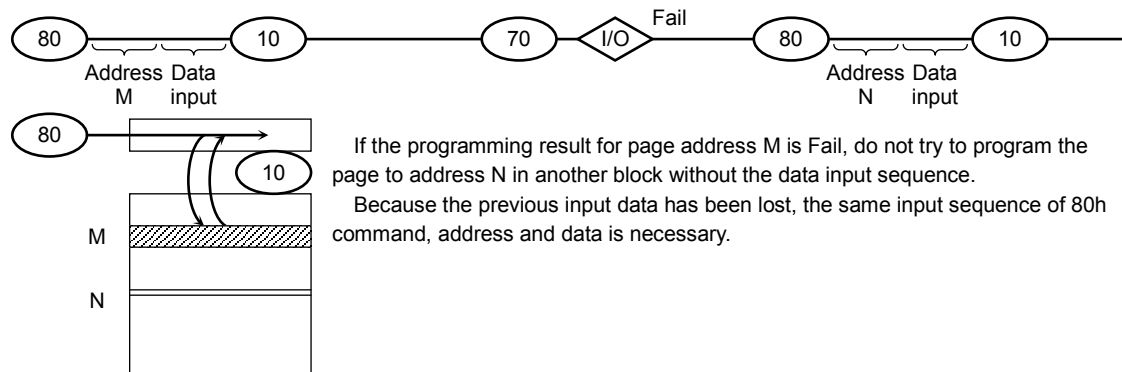 Fail
80 10 70 I/O 80 10
Address Data Address Data
M input N input
80
If the programming result for page address M is Fail, do not try to program the
10
page to address N in another block without the data input sequence.
Because the previous input data has been lost, the same input sequence of 80h
M
command, address and data is necessary.
N